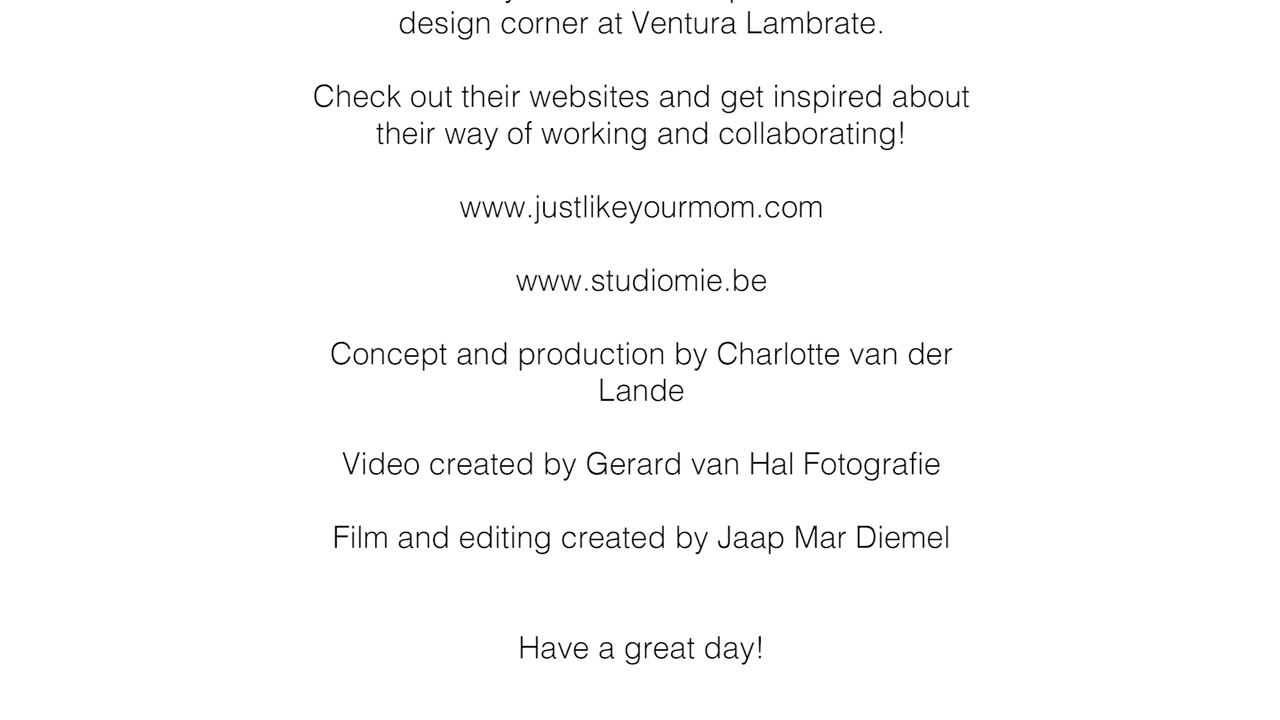 design corner at Ventura Lambrate.
Check out their websites and get inspired about
their way of working and collaborating!
www.justlikeyourmom.com
www.studiomie.be
Concept and production by Charlotte van der
Lande
Video created by Gerard van Hal Fotografie
Film and editing created by Jaap Mar Diemel
Have a great day!